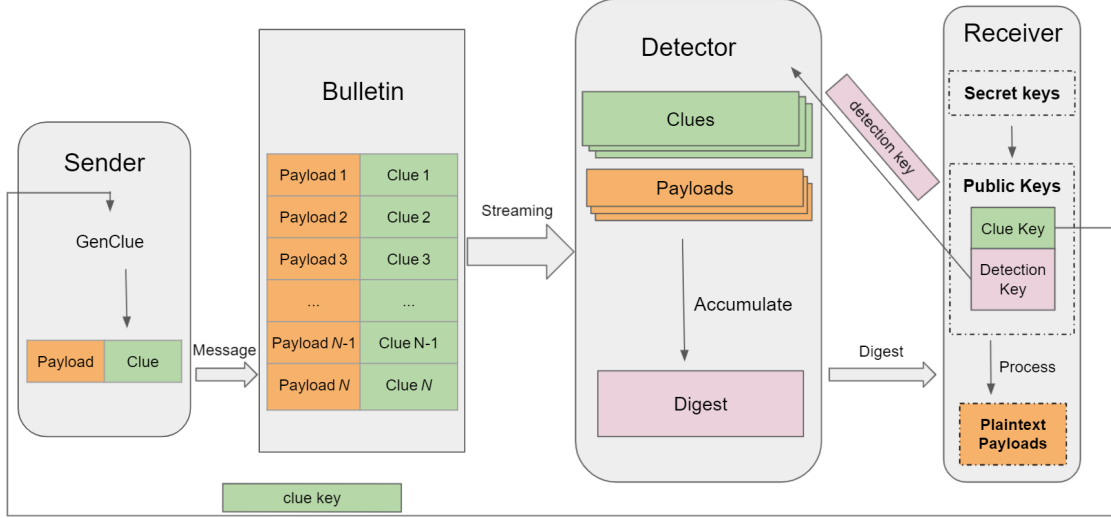 Sender
GenClue
Payload
Clue
Message
Bulletin
Payload 1
Clue 1
Payload 2
Clue 2
Payload 3
Clue 3
...
...
Payload N-1
Clue N-1
Payload N
Clue N
Streaming
Detector
Clues
Payloads
Accumulate
Digest
detection key
Digest
Receiver
Secret keys
Public Keys
Clue Key
Detection
Key
Process
Plaintext
Payloads
clue key